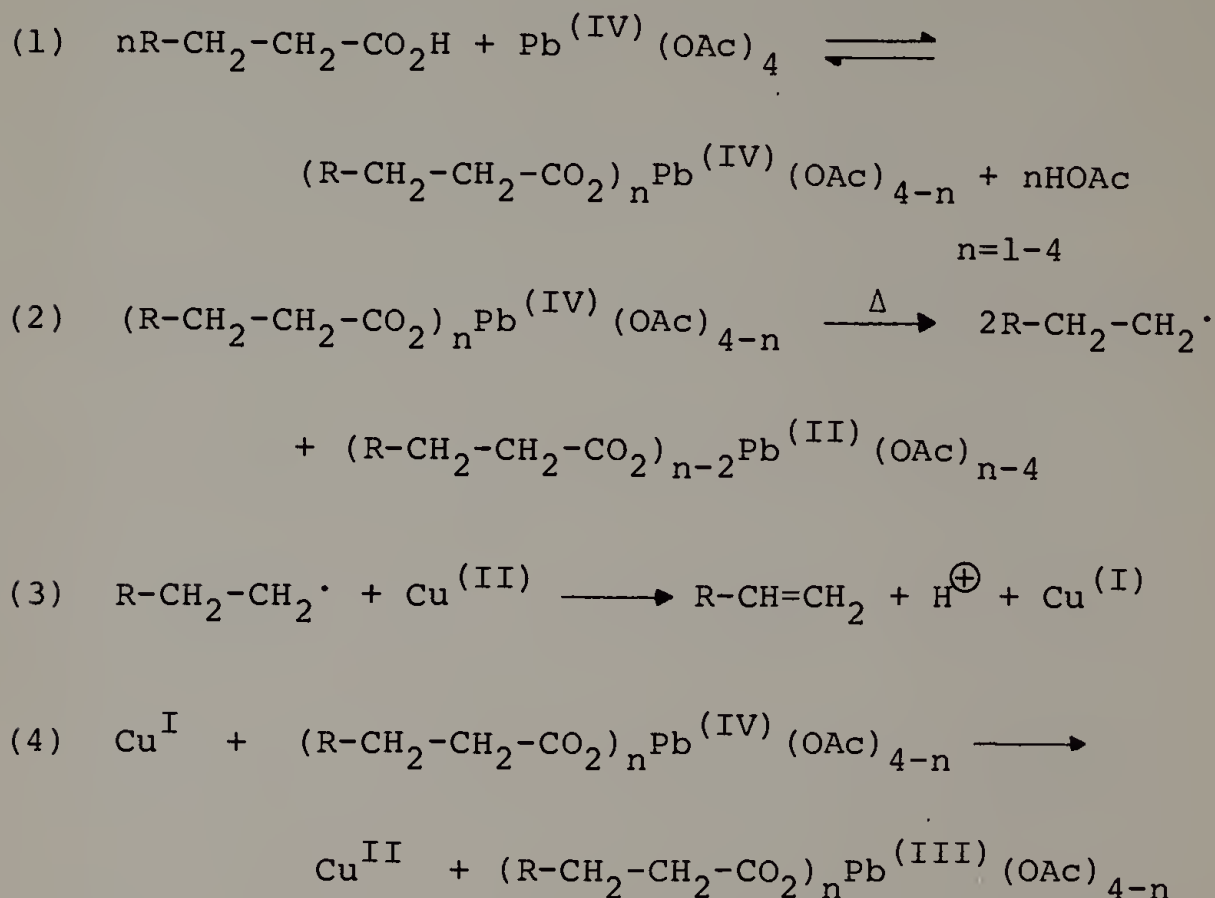 (1) nR-CH₂-CH₂-CO₂H + Pb⁽ᴵⱽ⁾(OAc)₄ ⇌
(R-CH₂-CH₂-CO₂)ₙPb⁽ᴵⱽ⁾(OAc)₄₋ₙ + nHOAc
n=1-4
(2) (R-CH₂-CH₂-CO₂)ₙPb⁽ᴵⱽ⁾(OAc)₄₋ₙ —Δ→ 2R-CH₂-CH₂·
+ (R-CH₂-CH₂-CO₂)ₙ₋₂Pb⁽ᴵᴵ⁾(OAc)ₙ₋₄
(3) R-CH₂-CH₂· + Cu⁽ᴵᴵ⁾ ⟶ R-CH=CH₂ + H⊕ + Cu⁽ᴵ⁾
(4) Cuᴵ + (R-CH₂-CH₂-CO₂)ₙPb⁽ᴵⱽ⁾(OAc)₄₋ₙ ⟶
Cuᴵᴵ + (R-CH₂-CH₂-CO₂)ₙPb⁽ᴵᴵᴵ⁾(OAc)₄₋ₙ